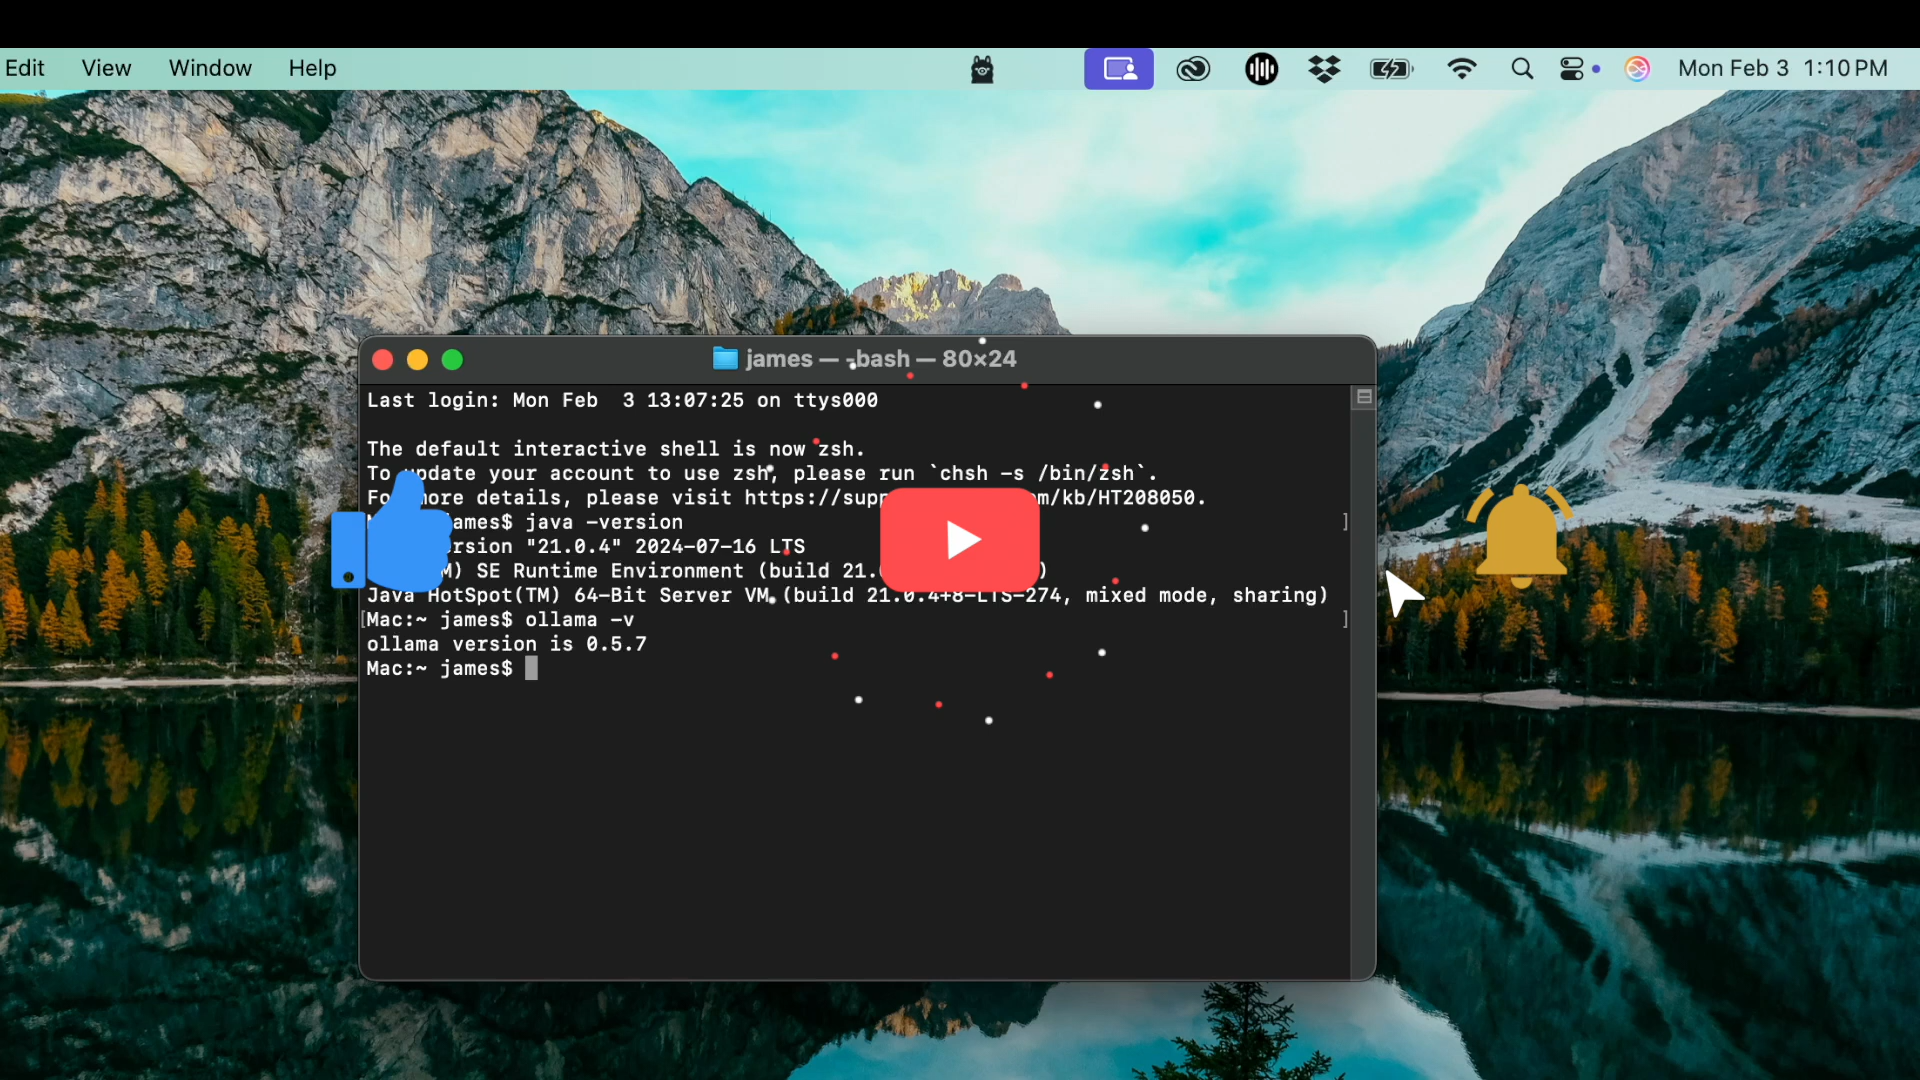 Edit View Window Help Mon Feb 3 1:10 PM
james — -bash — 80×24
Last login: Mon Feb  3 13:07:25 on ttys000
The default interactive shell is now zsh.
To update your account to use zsh, please run `chsh -s /bin/zsh`.
For more details, please visit https://supp m/kb/HT208050.
james$ java -version ]
"21.0.4" 2024-07-16 LTS
SE Runtime Environment (build 21. )
Java HotSpot(TM) 64-Bit Server VM (build 21.0.4+8-LTS-274, mixed mode, sharing)
[Mac:~ james$ ollama -v ]
ollama version is 0.5.7
Mac:~ james$